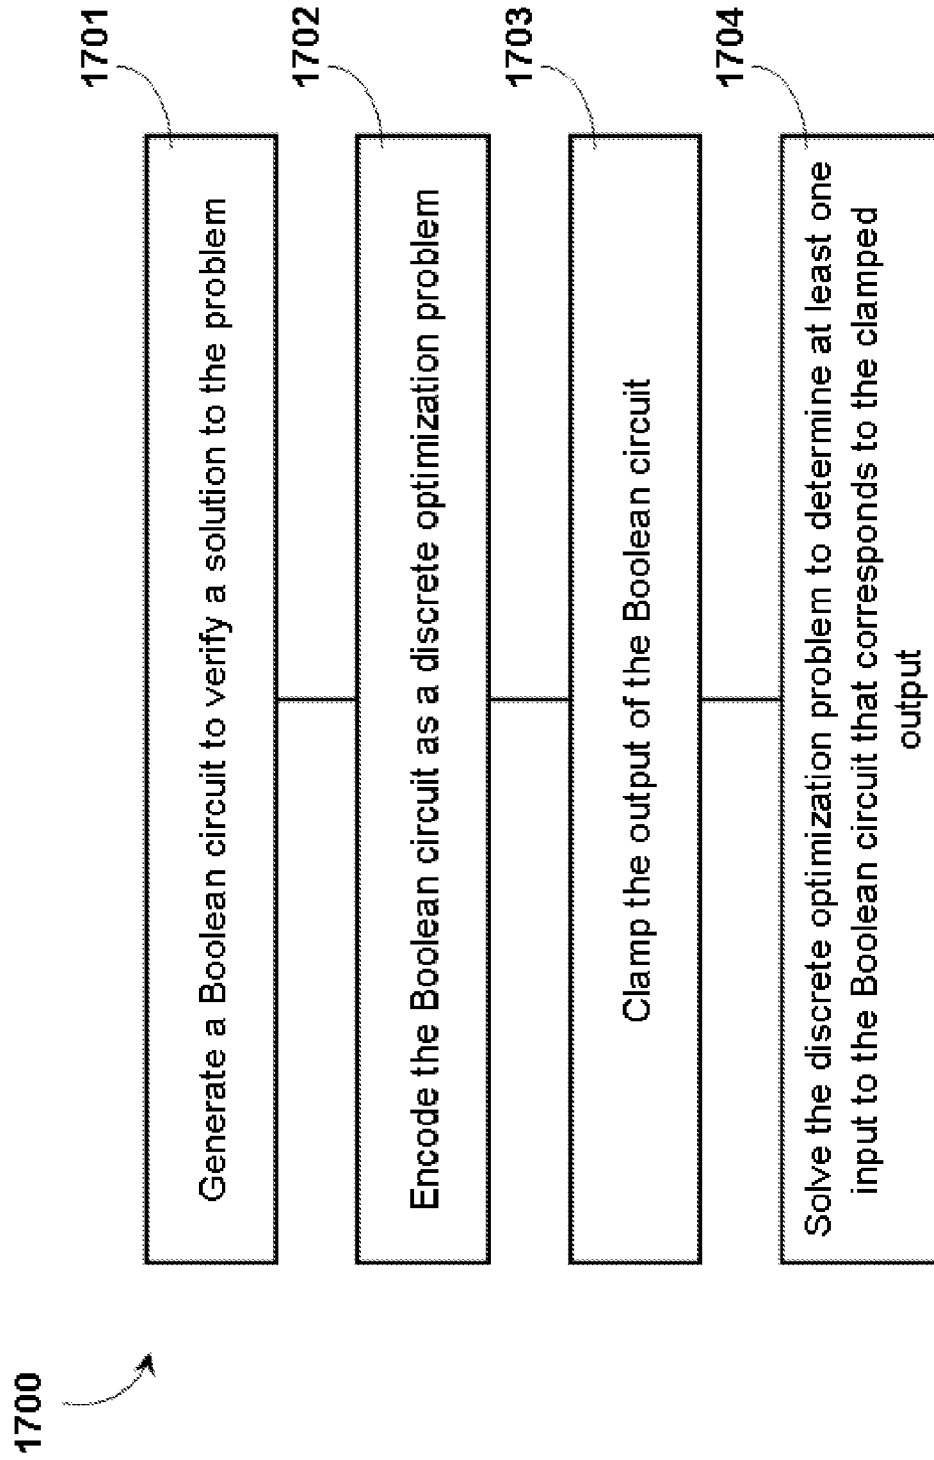 1700
1701
Generate a Boolean circuit to verify a solution to the problem
1702
Encode the Boolean circuit as a discrete optimization problem
1703
Clamp the output of the Boolean circuit
1704
Solve the discrete optimization problem to determine at least one
input to the Boolean circuit that corresponds to the clamped
output